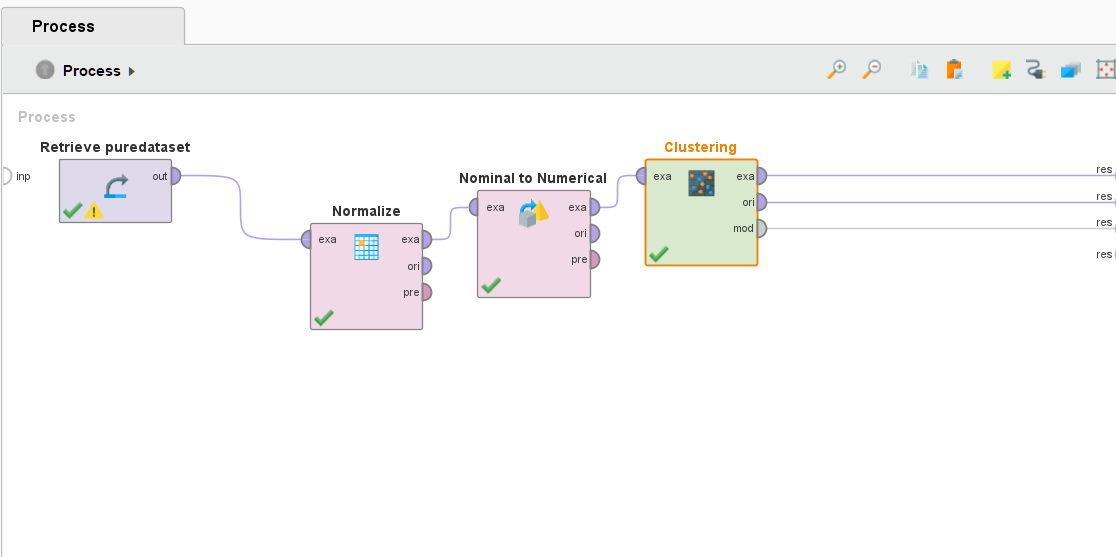 Process
Process
Process
Retrieve puredataset
inp
out
Normalize
exa
exa
ori
pre
Nominal to Numerical
exa
exa
ori
pre
Clustering
exa
exa
ori
mod
res
res
res
res